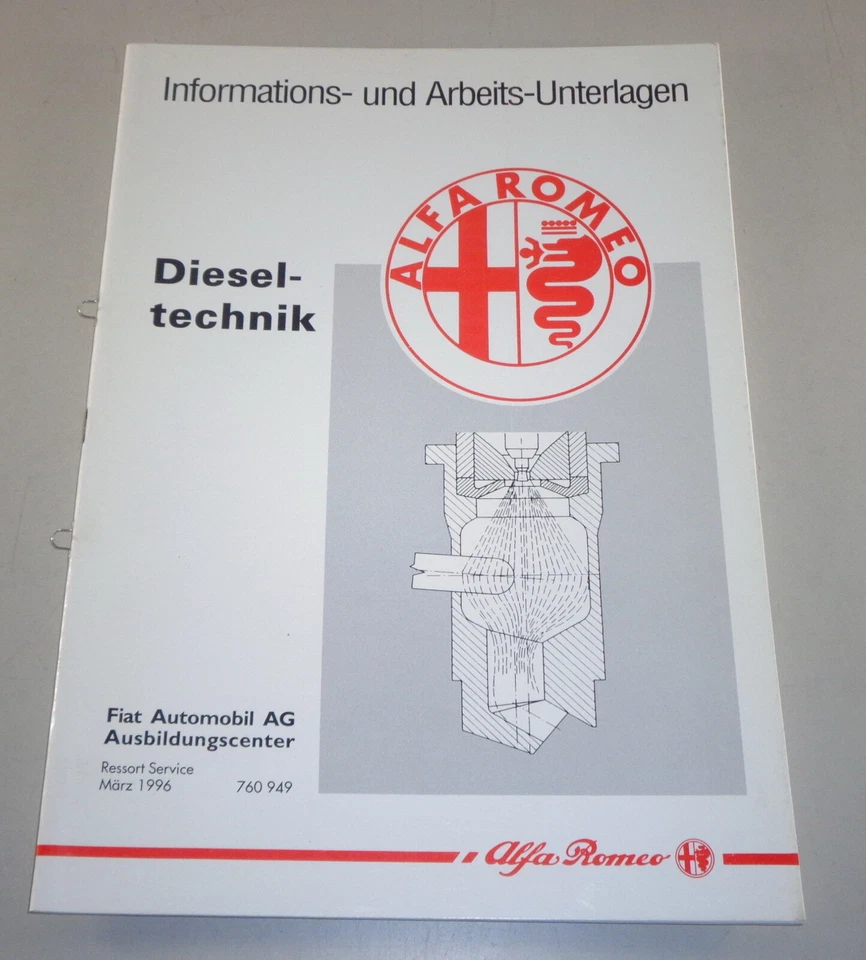 Informations- und Arbeits-Unterlagen
ALFA ROMEO
Diesel-
technik
Fiat Automobil AG
Ausbildungscenter
Ressort Service
März 1996 760 949
Alfa Romeo